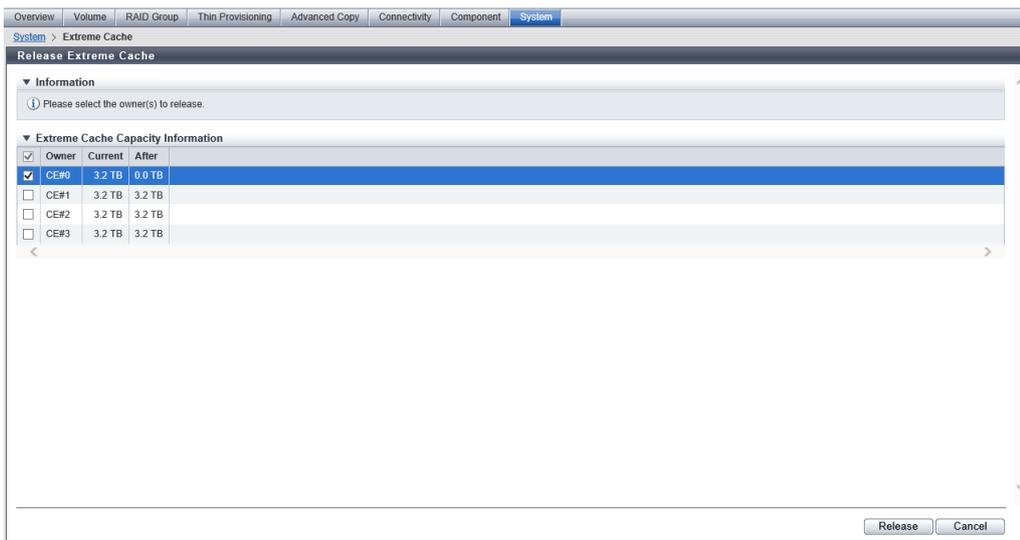 Overview Volume RAID Group Thin Provisioning Advanced Copy Connectivity Component System
System > Extreme Cache
Release Extreme Cache
Information
Please select the owner(s) to release.
Extreme Cache Capacity Information
Owner Current After
CE#0 3.2 TB 0.0 TB
CE#1 3.2 TB 3.2 TB
CE#2 3.2 TB 3.2 TB
CE#3 3.2 TB 3.2 TB
Release Cancel